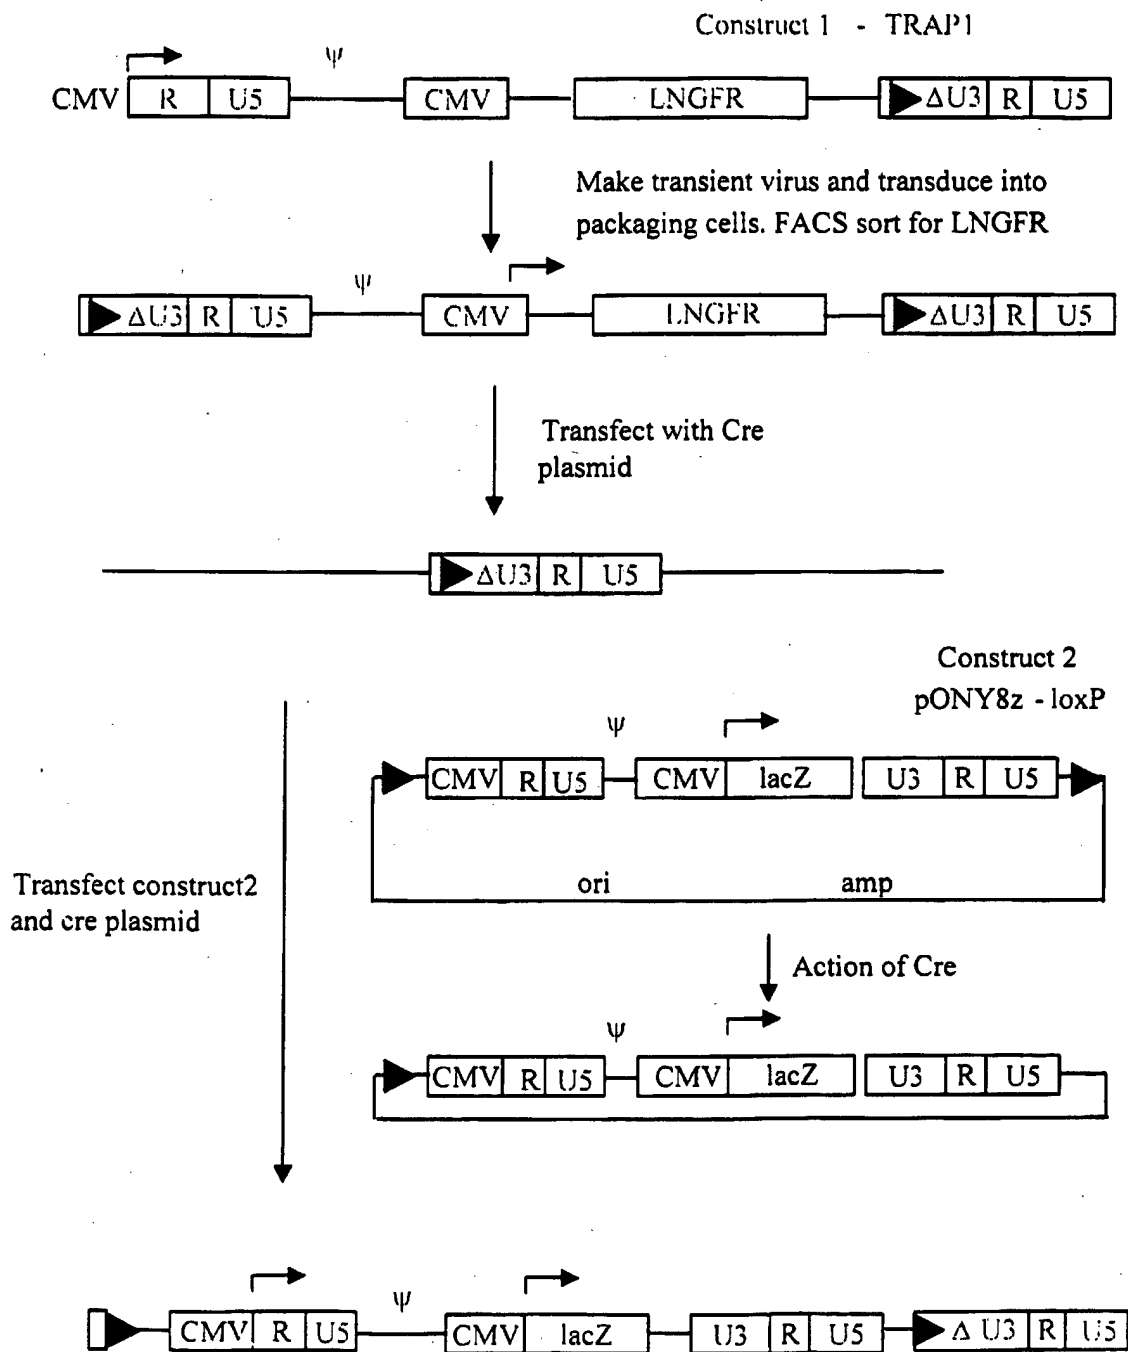 Construct 1 - TRAP1
ψ
CMV R U5 CMV LNGFR ΔU3 R U5
Make transient virus and transduce into
packaging cells. FACS sort for LNGFR
ψ
ΔU3 R U5 CMV LNGFR ΔU3 R U5
Transfect with Cre
plasmid
ΔU3 R U5
Construct 2
pONY8z - loxP
ψ
CMV R U5 CMV lacZ U3 R U5
ori amp
Transfect construct2
and cre plasmid
Action of Cre
ψ
CMV R U5 CMV lacZ U3 R U5
ψ
CMV R U5 CMV lacZ U3 R U5 Δ U3 R U5